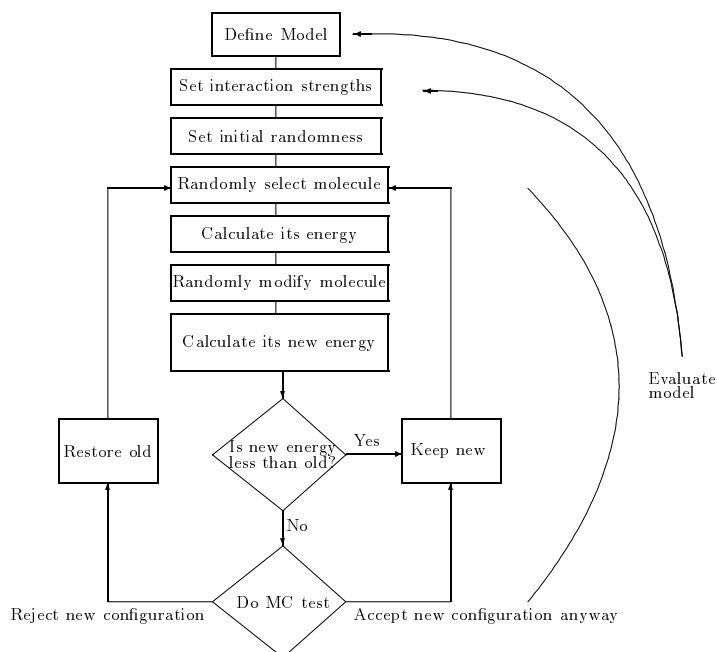 Define Model
Set interaction strengths
Set initial randomness
Randomly select molecule
Calculate its energy
Randomly modify molecule
Calculate its new energy
Evaluate
model
Restore old
Is new energy
less than old?
Yes
Keep new
No
Do MC test
Reject new configuration
Accept new configuration anyway